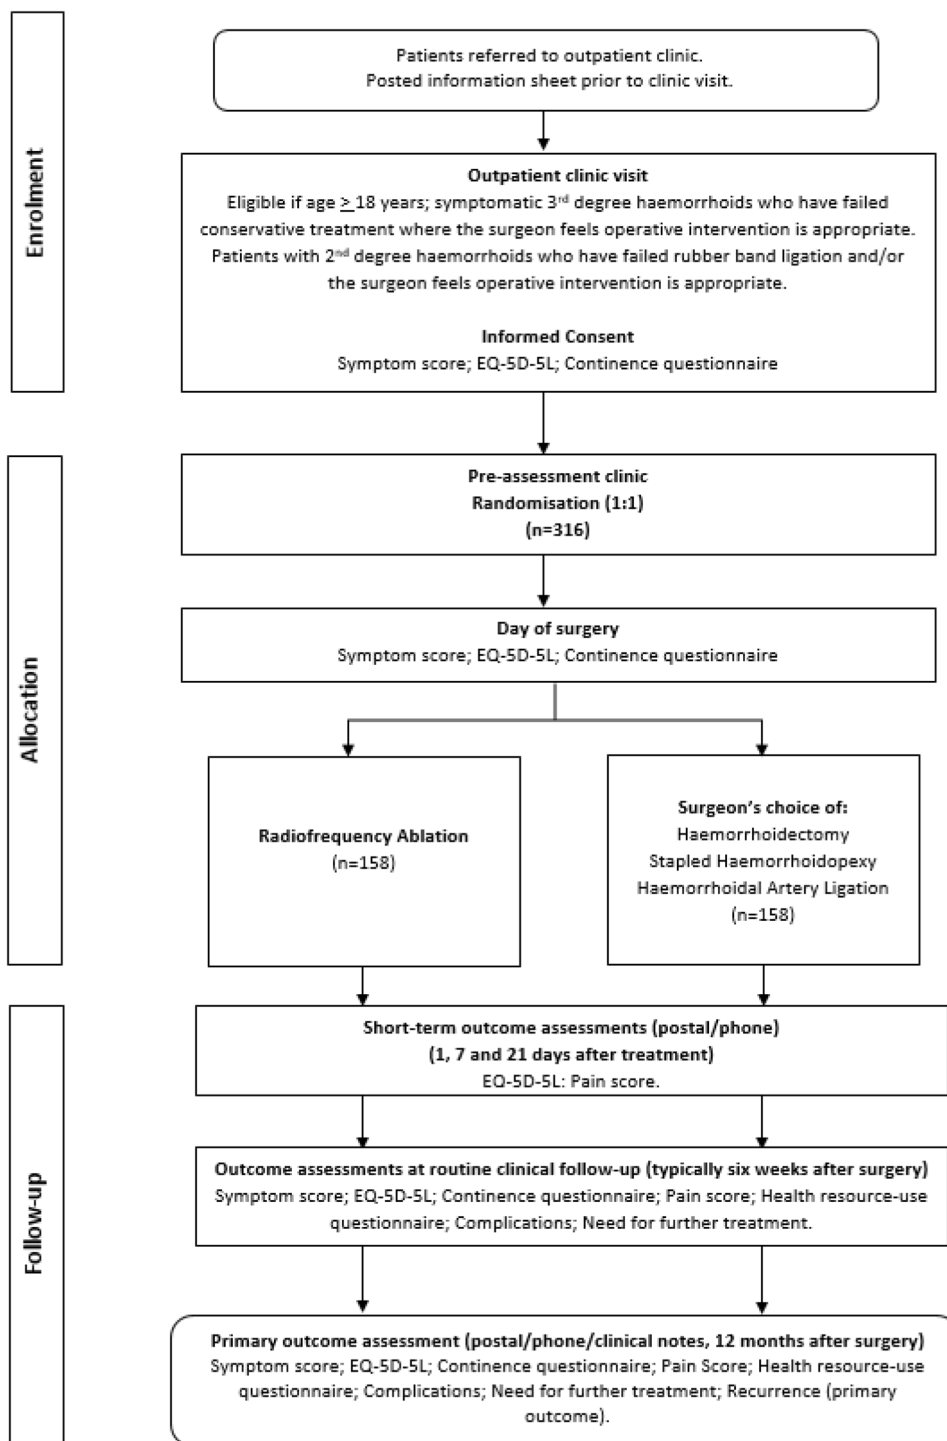 Enrolment
Patients referred to outpatient clinic.
Posted information sheet prior to clinic visit.
Outpatient clinic visit
Eligible if age ≥ 18 years; symptomatic 3rd degree haemorrhoids who have failed
conservative treatment where the surgeon feels operative intervention is appropriate.
Patients with 2nd degree haemorrhoids who have failed rubber band ligation and/or
the surgeon feels operative intervention is appropriate.
Informed Consent
Symptom score; EQ-5D-5L; Continence questionnaire
Allocation
Pre-assessment clinic
Randomisation (1:1)
(n=316)
Day of surgery
Symptom score; EQ-5D-5L; Continence questionnaire
Radiofrequency Ablation
(n=158)
Surgeon's choice of:
Haemorrhoidectomy
Stapled Haemorrhoidopexy
Haemorrhoidal Artery Ligation
(n=158)
Follow-up
Short-term outcome assessments (postal/phone)
(1, 7 and 21 days after treatment)
EQ-5D-5L: Pain score.
Outcome assessments at routine clinical follow-up (typically six weeks after surgery)
Symptom score; EQ-5D-5L; Continence questionnaire; Pain score; Health resource-use
questionnaire; Complications; Need for further treatment.
Primary outcome assessment (postal/phone/clinical notes, 12 months after surgery)
Symptom score; EQ-5D-5L; Continence questionnaire; Pain Score; Health resource-use
questionnaire; Complications; Need for further treatment; Recurrence (primary
outcome).